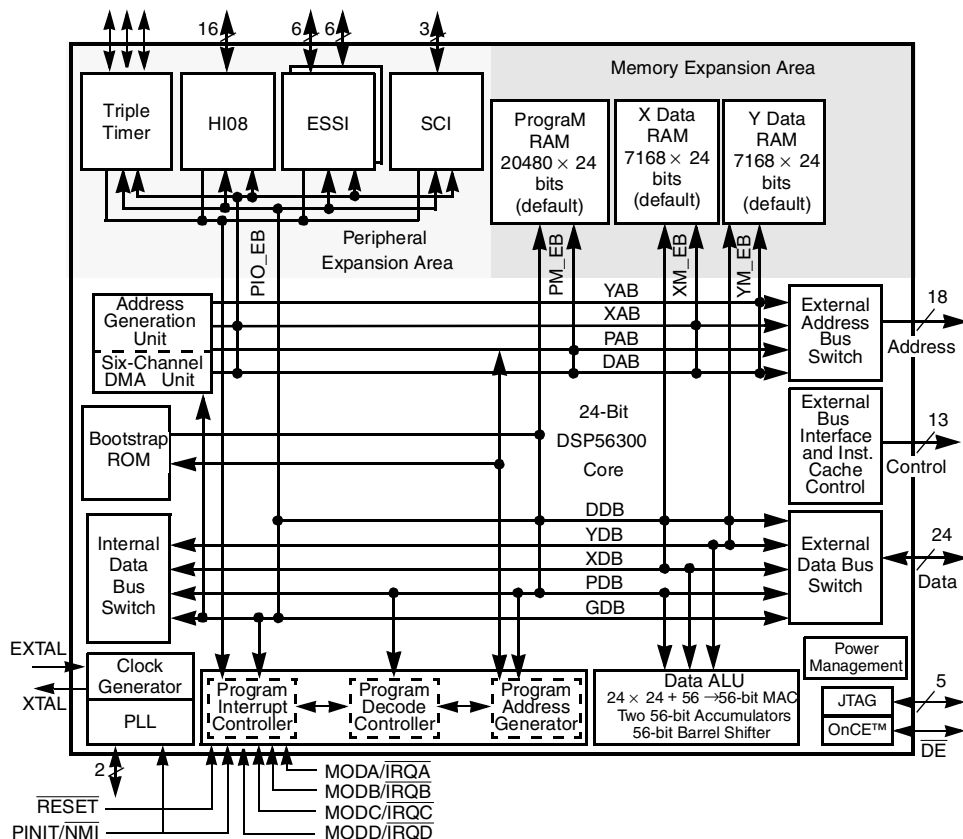 16
6
6
3
Memory Expansion Area
Triple
Timer
HI08
ESSI
SCI
PrograM
RAM
20480 × 24
bits
(default)
X Data
RAM
7168 × 24
bits
(default)
Y Data
RAM
7168 × 24
bits
(default)
Peripheral
Expansion Area
PIO_EB
PM_EB
XM_EB
YM_EB
Address
Generation
Unit
Six-Channel
DMA Unit
YAB
XAB
PAB
DAB
External
Address
Bus
Switch
18
Address
Bootstrap
ROM
24-Bit
DSP56300
Core
External
Bus
Interface
and Inst.
Cache
Control
13
Control
Internal
Data
Bus
Switch
DDB
YDB
XDB
PDB
GDB
External
Data Bus
Switch
24
Data
EXTAL
XTAL
Clock
Generator
PLL
2
Program
Interrupt
Controller
Program
Decode
Controller
Program
Address
Generator
Data ALU
24 × 24 + 56 →56-bit MAC
Two 56-bit Accumulators
56-bit Barrel Shifter
Power
Management
JTAG
OnCE™
5
DE
RESET
PINIT/NMI
MODA/IRQA
MODB/IRQB
MODC/IRQC
MODD/IRQD